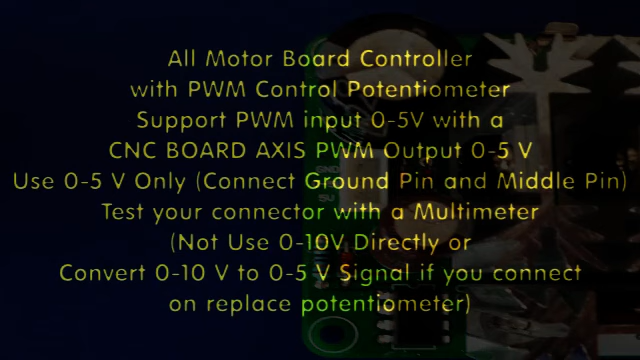 All Motor Board Controller
with PWM Control Potentiometer
Support PWM input 0-5V with a
CNC BOARD AXIS PWM Output 0-5 V
Use 0-5 V Only (Connect Ground Pin and Middle Pin)
Test your connector with a Multimeter
(Not Use 0-10V Directly or
Convert 0-10 V to 0-5 V Signal if you connect
on replace potentiometer)